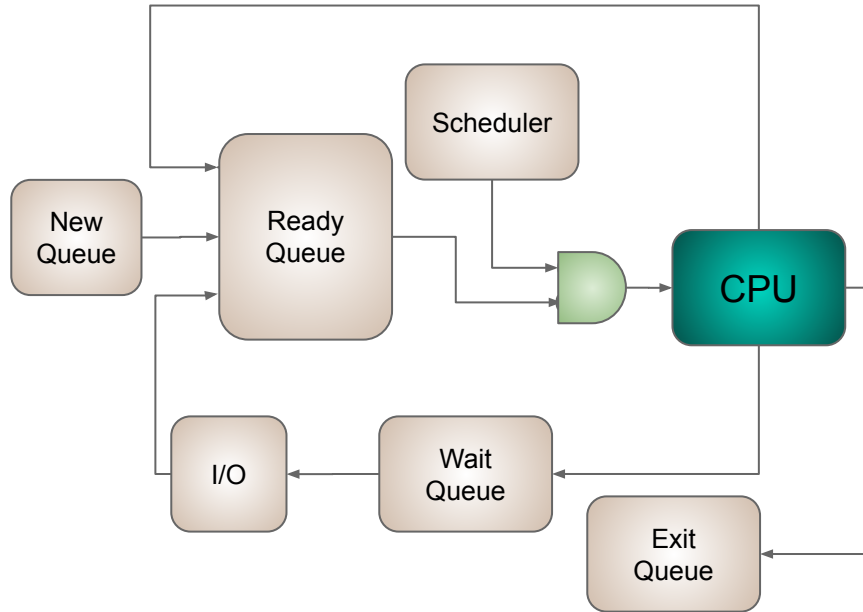 Scheduler
New
Queue
Ready
Queue
CPU
I/O
Wait
Queue
Exit
Queue